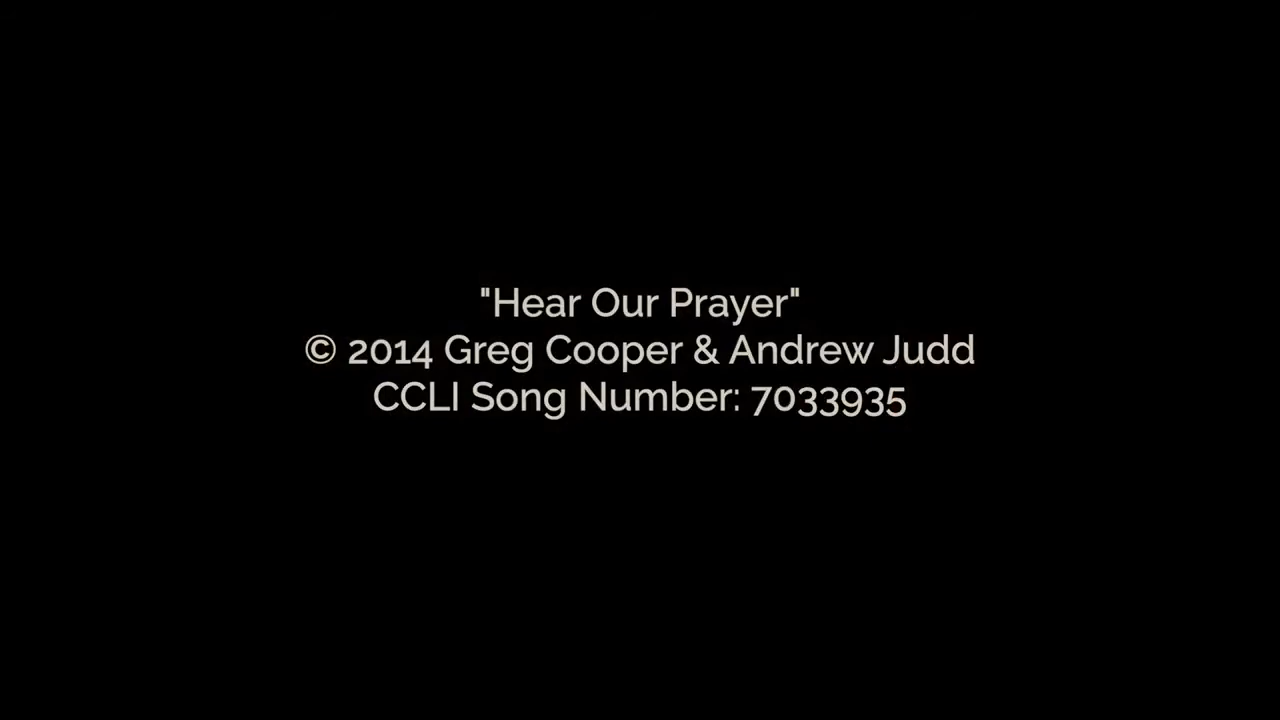 "Hear Our Prayer"
© 2014 Greg Cooper & Andrew Judd
CCLI Song Number: 7033935